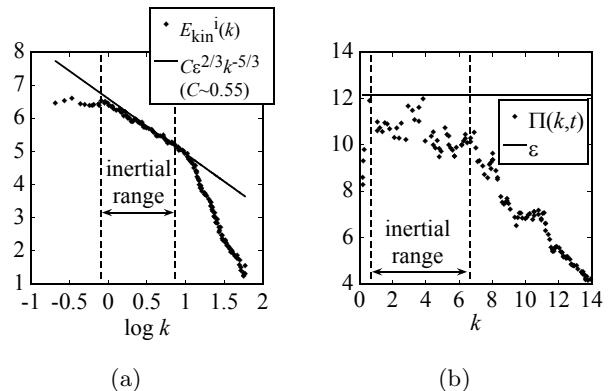 8
7
6
5
4
3
2
1
-1
-0.5
0
0.5
1
1.5
2
log k
E_kin^i(k)
Cε^2/3 k^-5/3
(C~0.55)
inertial
range
(a)
14
12
10
8
6
4
0
2
4
6
8
10
12
14
k
Π(k,t)
ε
inertial
range
(b)